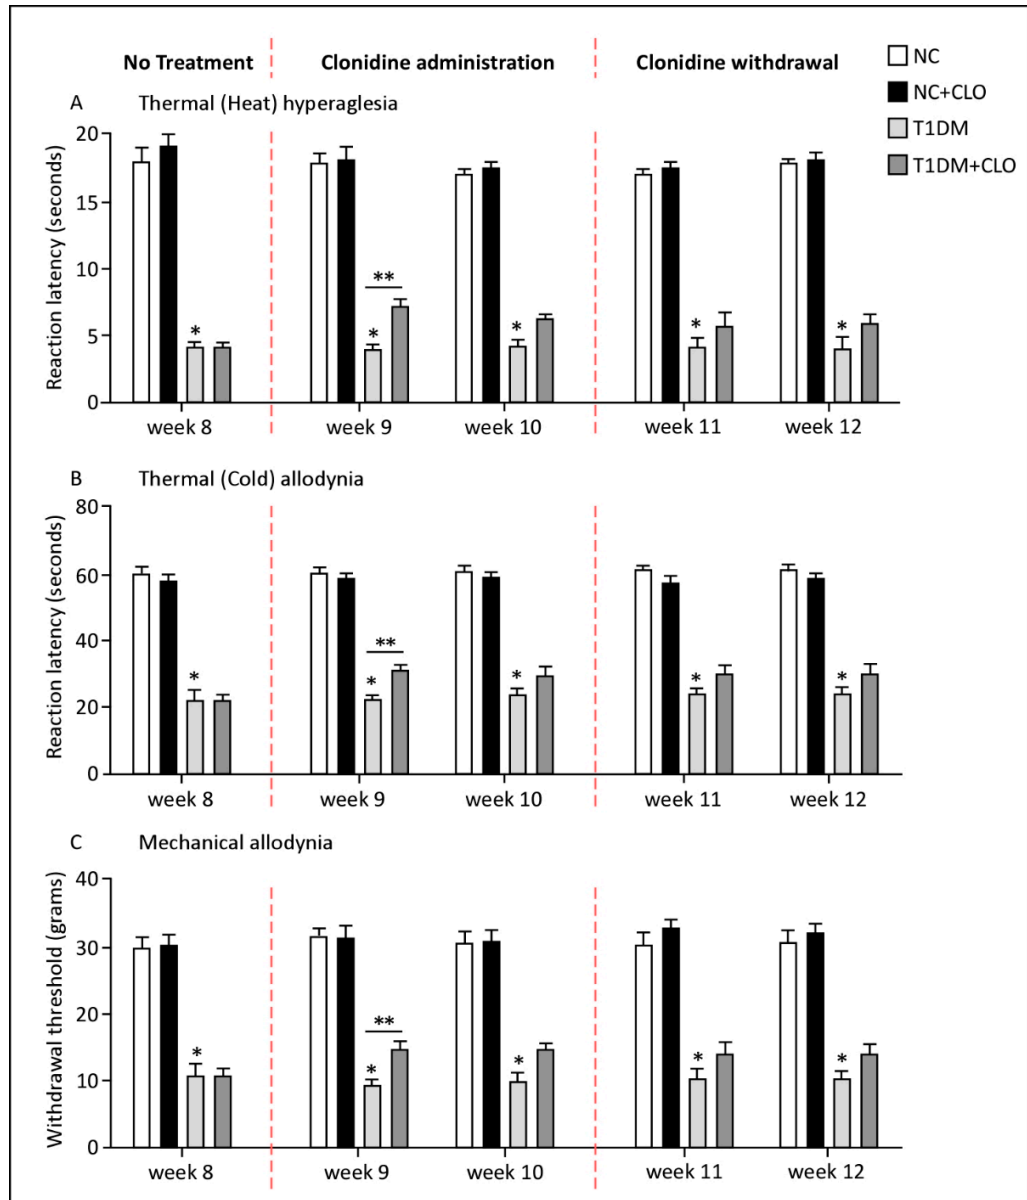 No Treatment Clonidine administration Clonidine withdrawal
NC
NC+CLO
T1DM
T1DM+CLO
A Thermal (Heat) hyperaglesia
Reaction latency (seconds)
20
15
10
5
0
*
**
*
*
*
*
week 8 week 9 week 10 week 11 week 12
B Thermal (Cold) allodynia
Reaction latency (seconds)
80
60
40
20
0
*
**
*
*
*
*
week 8 week 9 week 10 week 11 week 12
C Mechanical allodynia
Withdrawal threshold (grams)
40
30
20
10
0
*
**
*
*
*
*
week 8 week 9 week 10 week 11 week 12